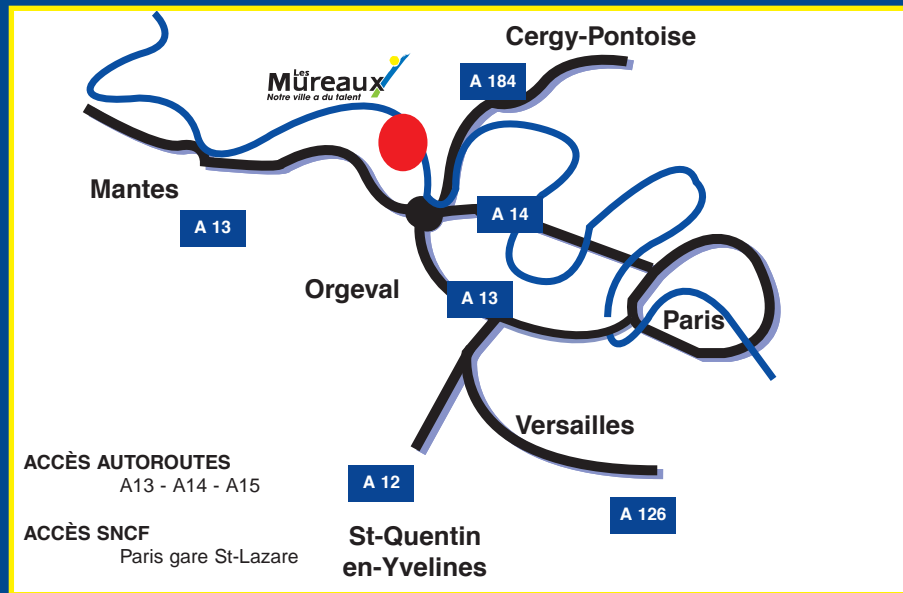 Cergy-Pontoise
Les
Mureaux
Notre ville a du talent
A 184
Mantes
A 13
A 14
Orgeval
A 13
Paris
Versailles
ACCÈS AUTOROUTES
A13 - A14 - A15
A 12
A 126
ACCÈS SNCF
Paris gare St-Lazare
St-Quentin
en-Yvelines